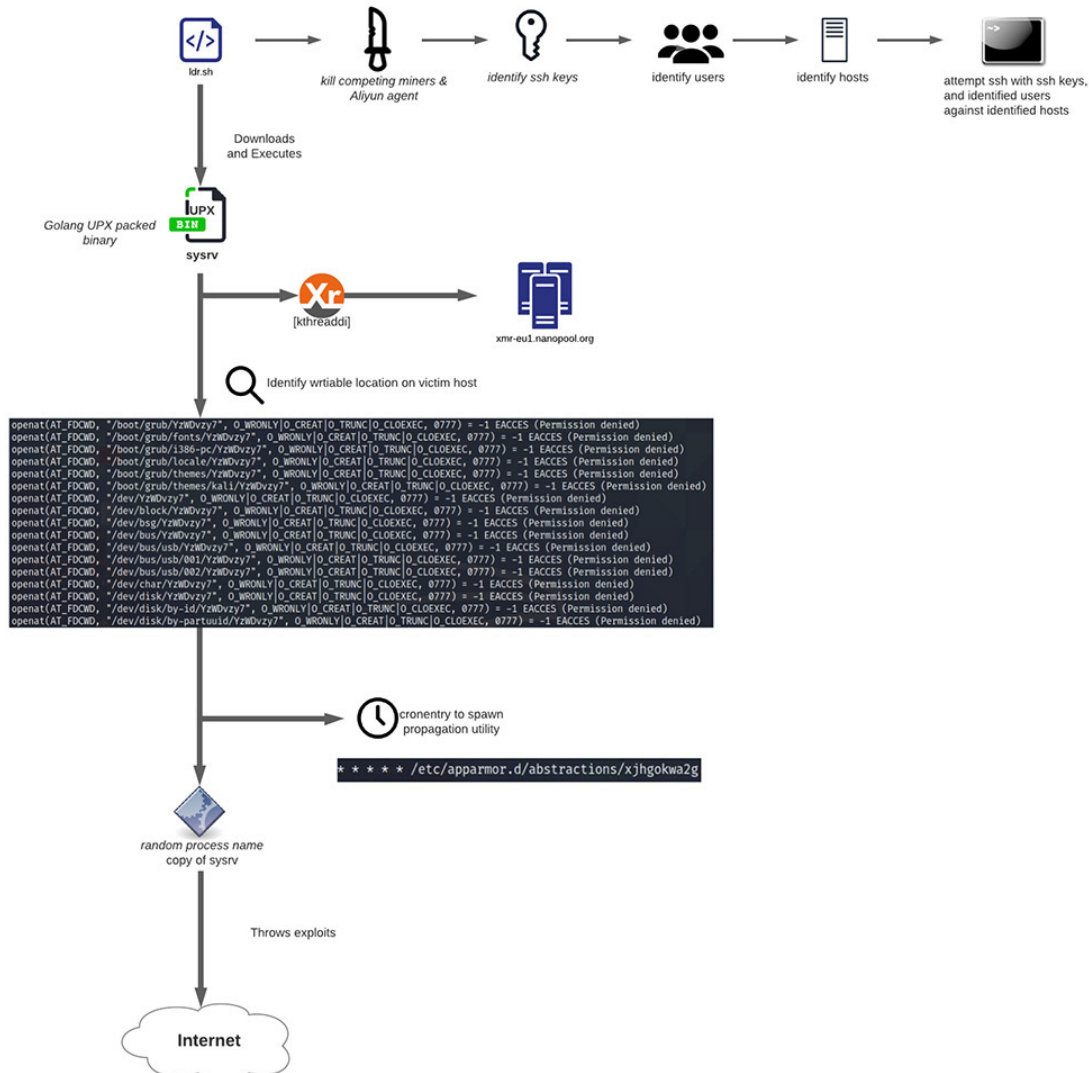 ldr.sh
kill competing miners &
Aliyun agent
identify ssh keys
identify users
identify hosts
attempt ssh with ssh keys,
and identified users
against identified hosts
Downloads
and Executes
Golang UPX packed
binary
UPX
BIN
sysrv
Xr
[kthreaddi]
xmr-eu1.nanopool.org
Identify wrtiable location on victim host
openat(AT_FDCWD, "/boot/grub/YzWDvzy7", O_WRONLY|O_CREAT|O_TRUNC|O_CLOEXEC, 0777) = -1 EACCES (Permission denied)
openat(AT_FDCWD, "/boot/grub/fonts/YzWDvzy7", O_WRONLY|O_CREAT|O_TRUNC|O_CLOEXEC, 0777) = -1 EACCES (Permission denied)
openat(AT_FDCWD, "/boot/grub/i386-pc/YzWDvzy7", O_WRONLY|O_CREAT|O_TRUNC|O_CLOEXEC, 0777) = -1 EACCES (Permission denied)
openat(AT_FDCWD, "/boot/grub/locale/YzWDvzy7", O_WRONLY|O_CREAT|O_TRUNC|O_CLOEXEC, 0777) = -1 EACCES (Permission denied)
openat(AT_FDCWD, "/boot/grub/themes/YzWDvzy7", O_WRONLY|O_CREAT|O_TRUNC|O_CLOEXEC, 0777) = -1 EACCES (Permission denied)
openat(AT_FDCWD, "/boot/grub/themes/kali/YzWDvzy7", O_WRONLY|O_CREAT|O_TRUNC|O_CLOEXEC, 0777) = -1 EACCES (Permission denied)
openat(AT_FDCWD, "/dev/YzWDvzy7", O_WRONLY|O_CREAT|O_TRUNC|O_CLOEXEC, 0777) = -1 EACCES (Permission denied)
openat(AT_FDCWD, "/dev/block/YzWDvzy7", O_WRONLY|O_CREAT|O_TRUNC|O_CLOEXEC, 0777) = -1 EACCES (Permission denied)
openat(AT_FDCWD, "/dev/bsg/YzWDvzy7", O_WRONLY|O_CREAT|O_TRUNC|O_CLOEXEC, 0777) = -1 EACCES (Permission denied)
openat(AT_FDCWD, "/dev/bus/YzWDvzy7", O_WRONLY|O_CREAT|O_TRUNC|O_CLOEXEC, 0777) = -1 EACCES (Permission denied)
openat(AT_FDCWD, "/dev/bus/usb/YzWDvzy7", O_WRONLY|O_CREAT|O_TRUNC|O_CLOEXEC, 0777) = -1 EACCES (Permission denied)
openat(AT_FDCWD, "/dev/bus/usb/001/YzWDvzy7", O_WRONLY|O_CREAT|O_TRUNC|O_CLOEXEC, 0777) = -1 EACCES (Permission denied)
openat(AT_FDCWD, "/dev/bus/usb/002/YzWDvzy7", O_WRONLY|O_CREAT|O_TRUNC|O_CLOEXEC, 0777) = -1 EACCES (Permission denied)
openat(AT_FDCWD, "/dev/char/YzWDvzy7", O_WRONLY|O_CREAT|O_TRUNC|O_CLOEXEC, 0777) = -1 EACCES (Permission denied)
openat(AT_FDCWD, "/dev/disk/YzWDvzy7", O_WRONLY|O_CREAT|O_TRUNC|O_CLOEXEC, 0777) = -1 EACCES (Permission denied)
openat(AT_FDCWD, "/dev/disk/by-id/YzWDvzy7", O_WRONLY|O_CREAT|O_TRUNC|O_CLOEXEC, 0777) = -1 EACCES (Permission denied)
openat(AT_FDCWD, "/dev/disk/by-partuuid/YzWDvzy7", O_WRONLY|O_CREAT|O_TRUNC|O_CLOEXEC, 0777) = -1 EACCES (Permission denied)
cronentry to spawn
propagation utility
* * * * * /etc/apparmor.d/abstractions/xjhgokwa2g
random process name
copy of sysrv
Throws exploits
Internet